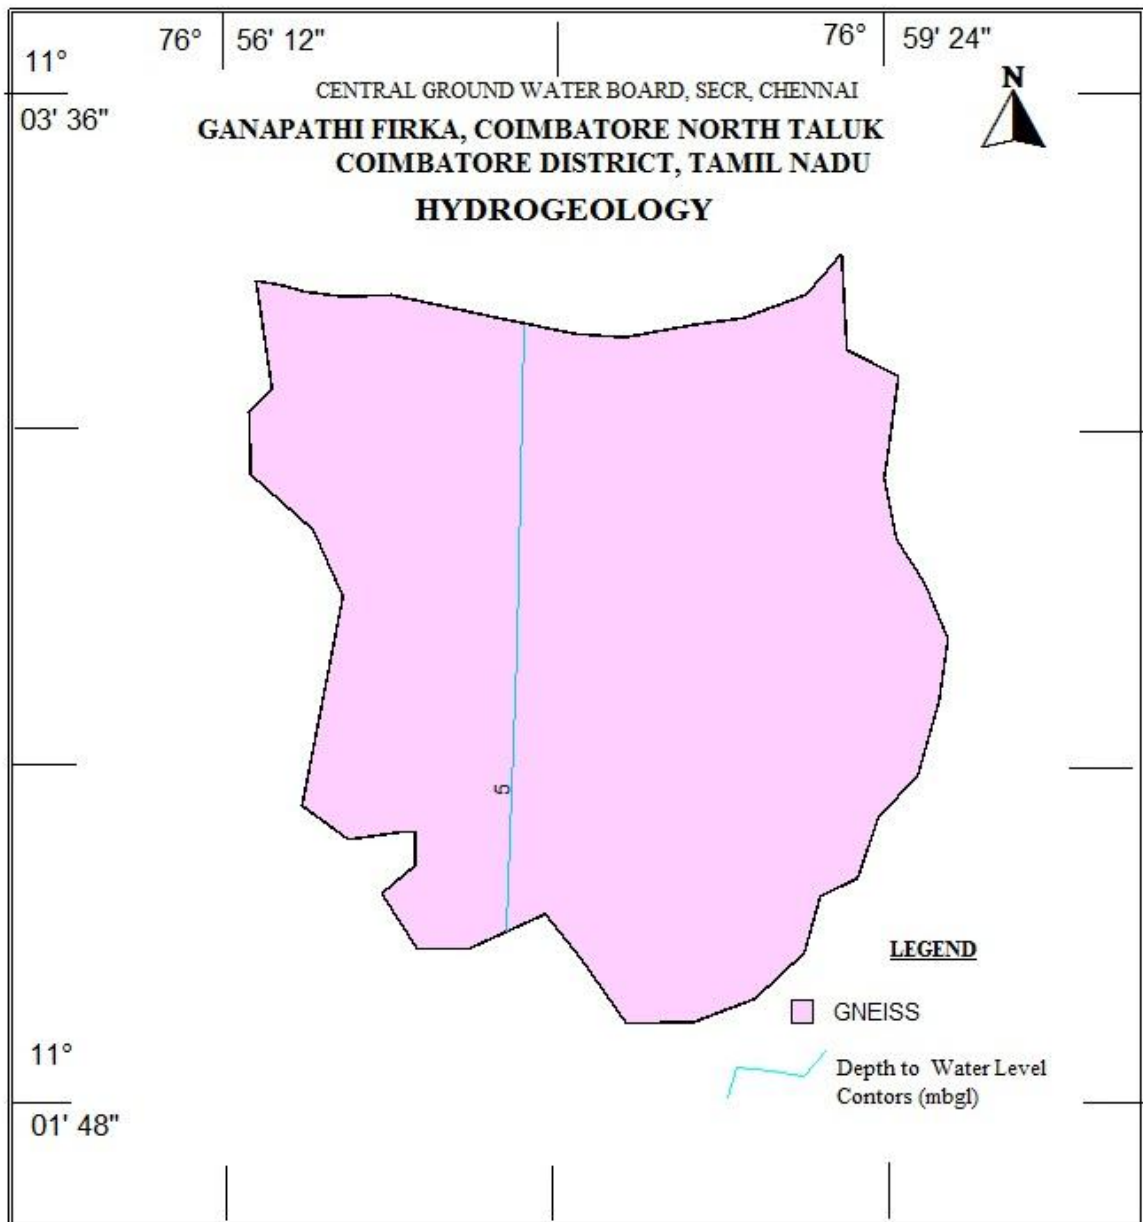 76° 56' 12"
76° 59' 24"
11°
03' 36"
N
CENTRAL GROUND WATER BOARD, SECR, CHENNAI
GANAPATHI FIRKA, COIMBATORE NORTH TALUK
COIMBATORE DISTRICT, TAMIL NADU
HYDROGEOLOGY
5
LEGEND
GNEISS
Depth to Water Level
Contors (mbgl)
11°
01' 48"